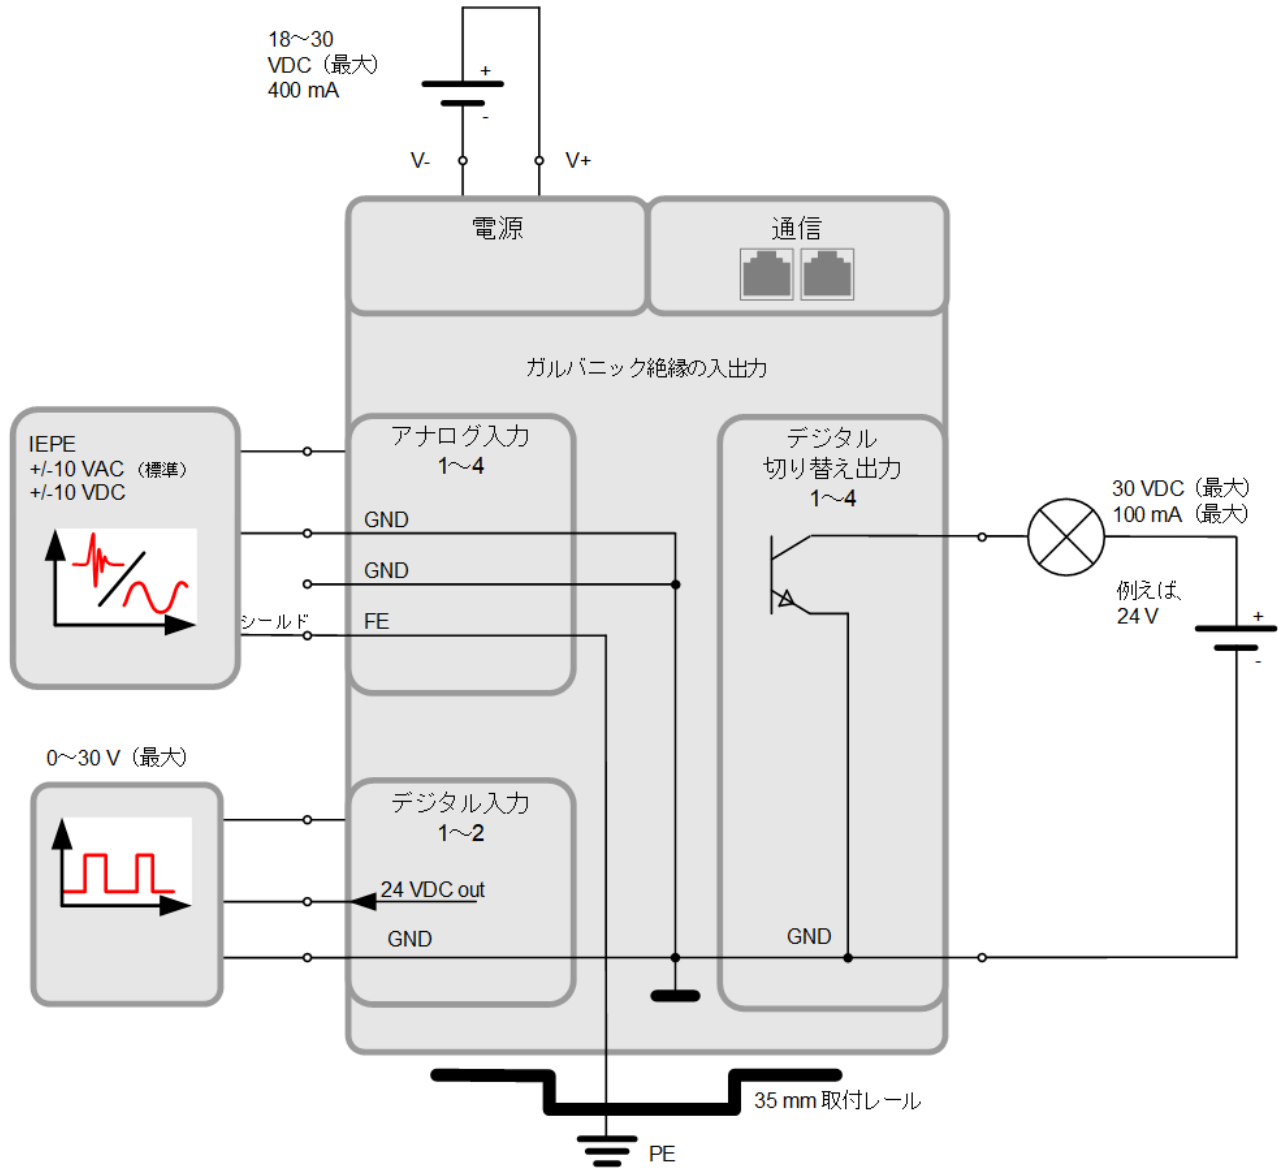 18～30
VDC（最大）
400 mA
+
-
V-
V+
電源
通信
ガルバニック絶縁の入出力
IEPE
+/-10 VAC（標準）
+/-10 VDC
シールド
アナログ入力
1～4
GND
GND
FE
デジタル
切り替え出力
1～4
GND
30 VDC（最大）
100 mA（最大）
例えば、
24 V
+
-
0～30 V（最大）
デジタル入力
1～2
24 VDC out
GND
35 mm 取付レール
PE